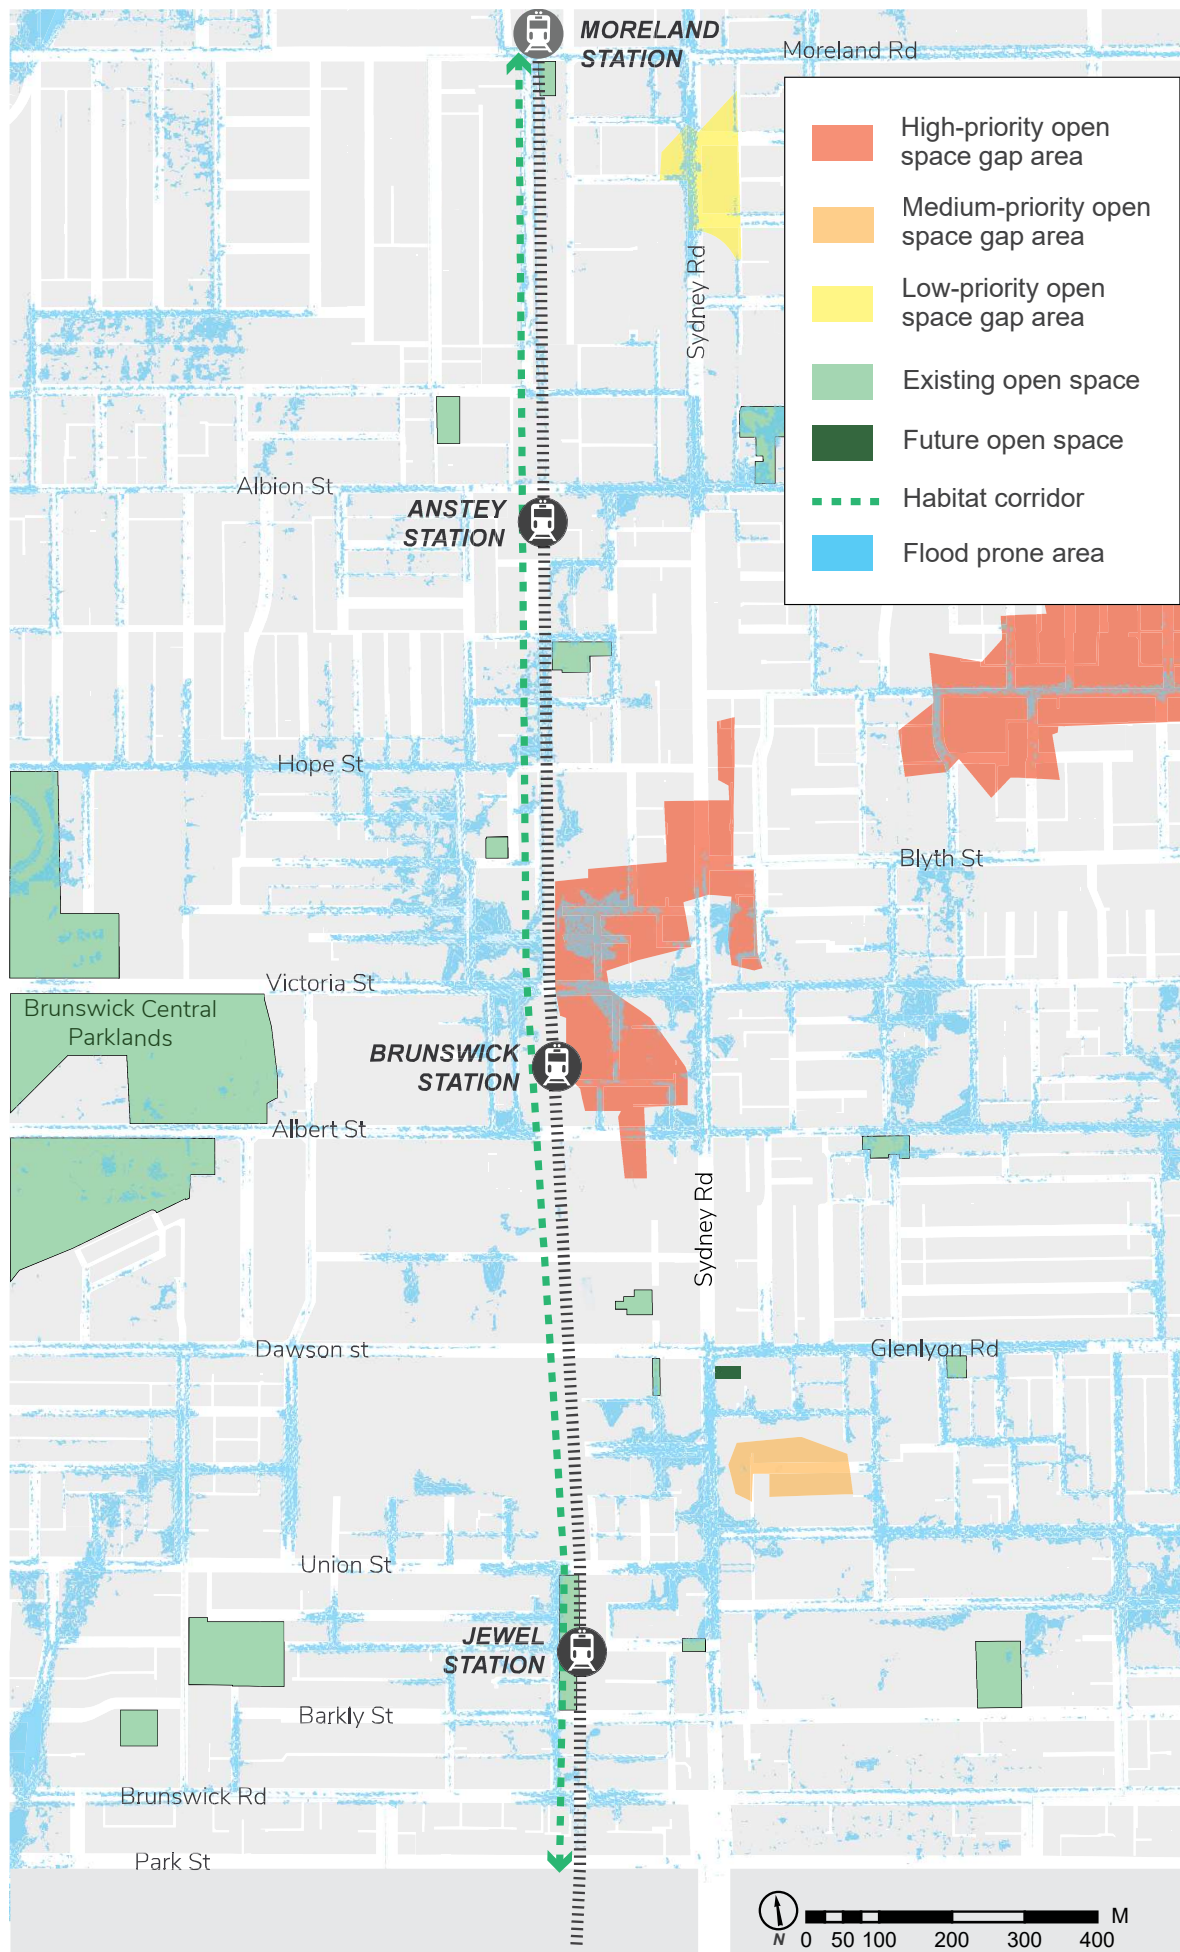 MORELAND
STATION
Moreland Rd
High-priority open
space gap area
Medium-priority open
space gap area
Low-priority open
space gap area
Existing open space
Future open space
Habitat corridor
Flood prone area
Sydney Rd
Albion St
ANSTEY
STATION
Hope St
Blyth St
Victoria St
Brunswick Central
Parklands
BRUNSWICK
STATION
Albert St
Sydney Rd
Dawson st
Glenlyon Rd
Union St
JEWEL
STATION
Barkly St
Brunswick Rd
Park St
N
M
0 50 100 200 300 400